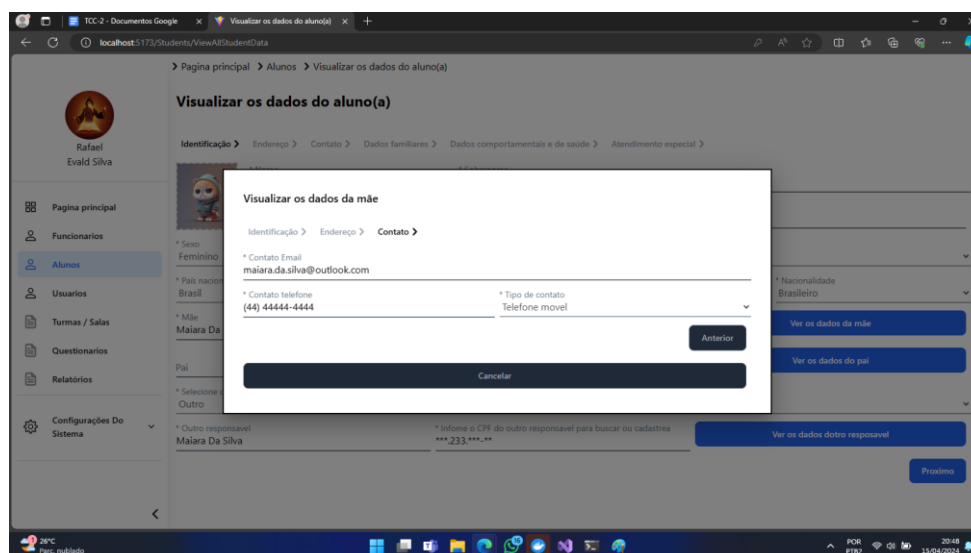 TCC-2 - Documentos Google
Visualizar os dados do aluno(a)
localhost:5173/Students/ViewAllStudentData
Pagina principal > Alunos > Visualizar os dados do aluno(a)
Visualizar os dados do aluno(a)
Rafael
Evald Silva
Identificação > Endereço > Contato > Dados familiares > Dados comportamentais e de saúde > Atendimento especial >
Visualizar os dados da mãe
Identificação > Endereço > Contato >
* Contato Email
maiara.da.silva@outlook.com
* Contato telefone * Tipo de contato
(44) 44444-4444 Telefone movel
Anterior
Cancelar
Pagina principal
Funcionarios
Alunos
Usuarios
Turmas / Salas
Questionarios
Relatórios
Configurações Do
Sistema
* Sexo
Feminino
* País nacion * Nacionalidade
Brasil Brasileiro
* Mãe
Maiara Da Ver os dados da mãe
Pai Ver os dados do pai
* Selecione
Outro
* Outro responsavel * Infome o CPF do outro responsavel para buscar ou cadastrea
Maiara Da Silva ***.233.***-** Ver os dados dotro resposavel
Proximo
26°C
Parc. nublado
POR
PTB2
20:48
15/04/2024